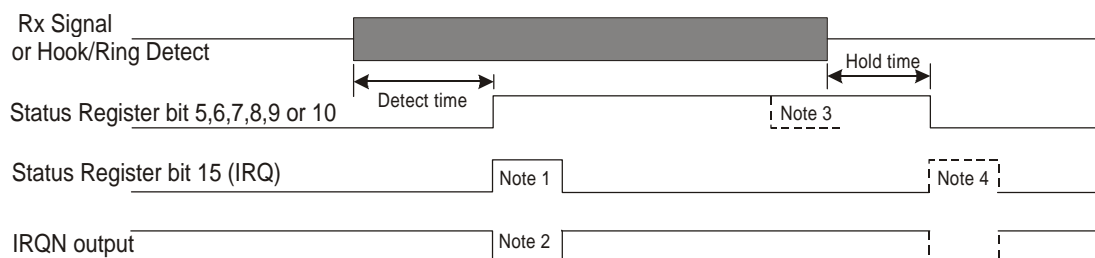 Rx Signal
or Hook/Ring Detect
Hold time
Detect time
Status Register bit 5,6,7,8,9 or 10
Note 3
Status Register bit 15 (IRQ)
Note 1
Note 4
IRQN output
Note 2